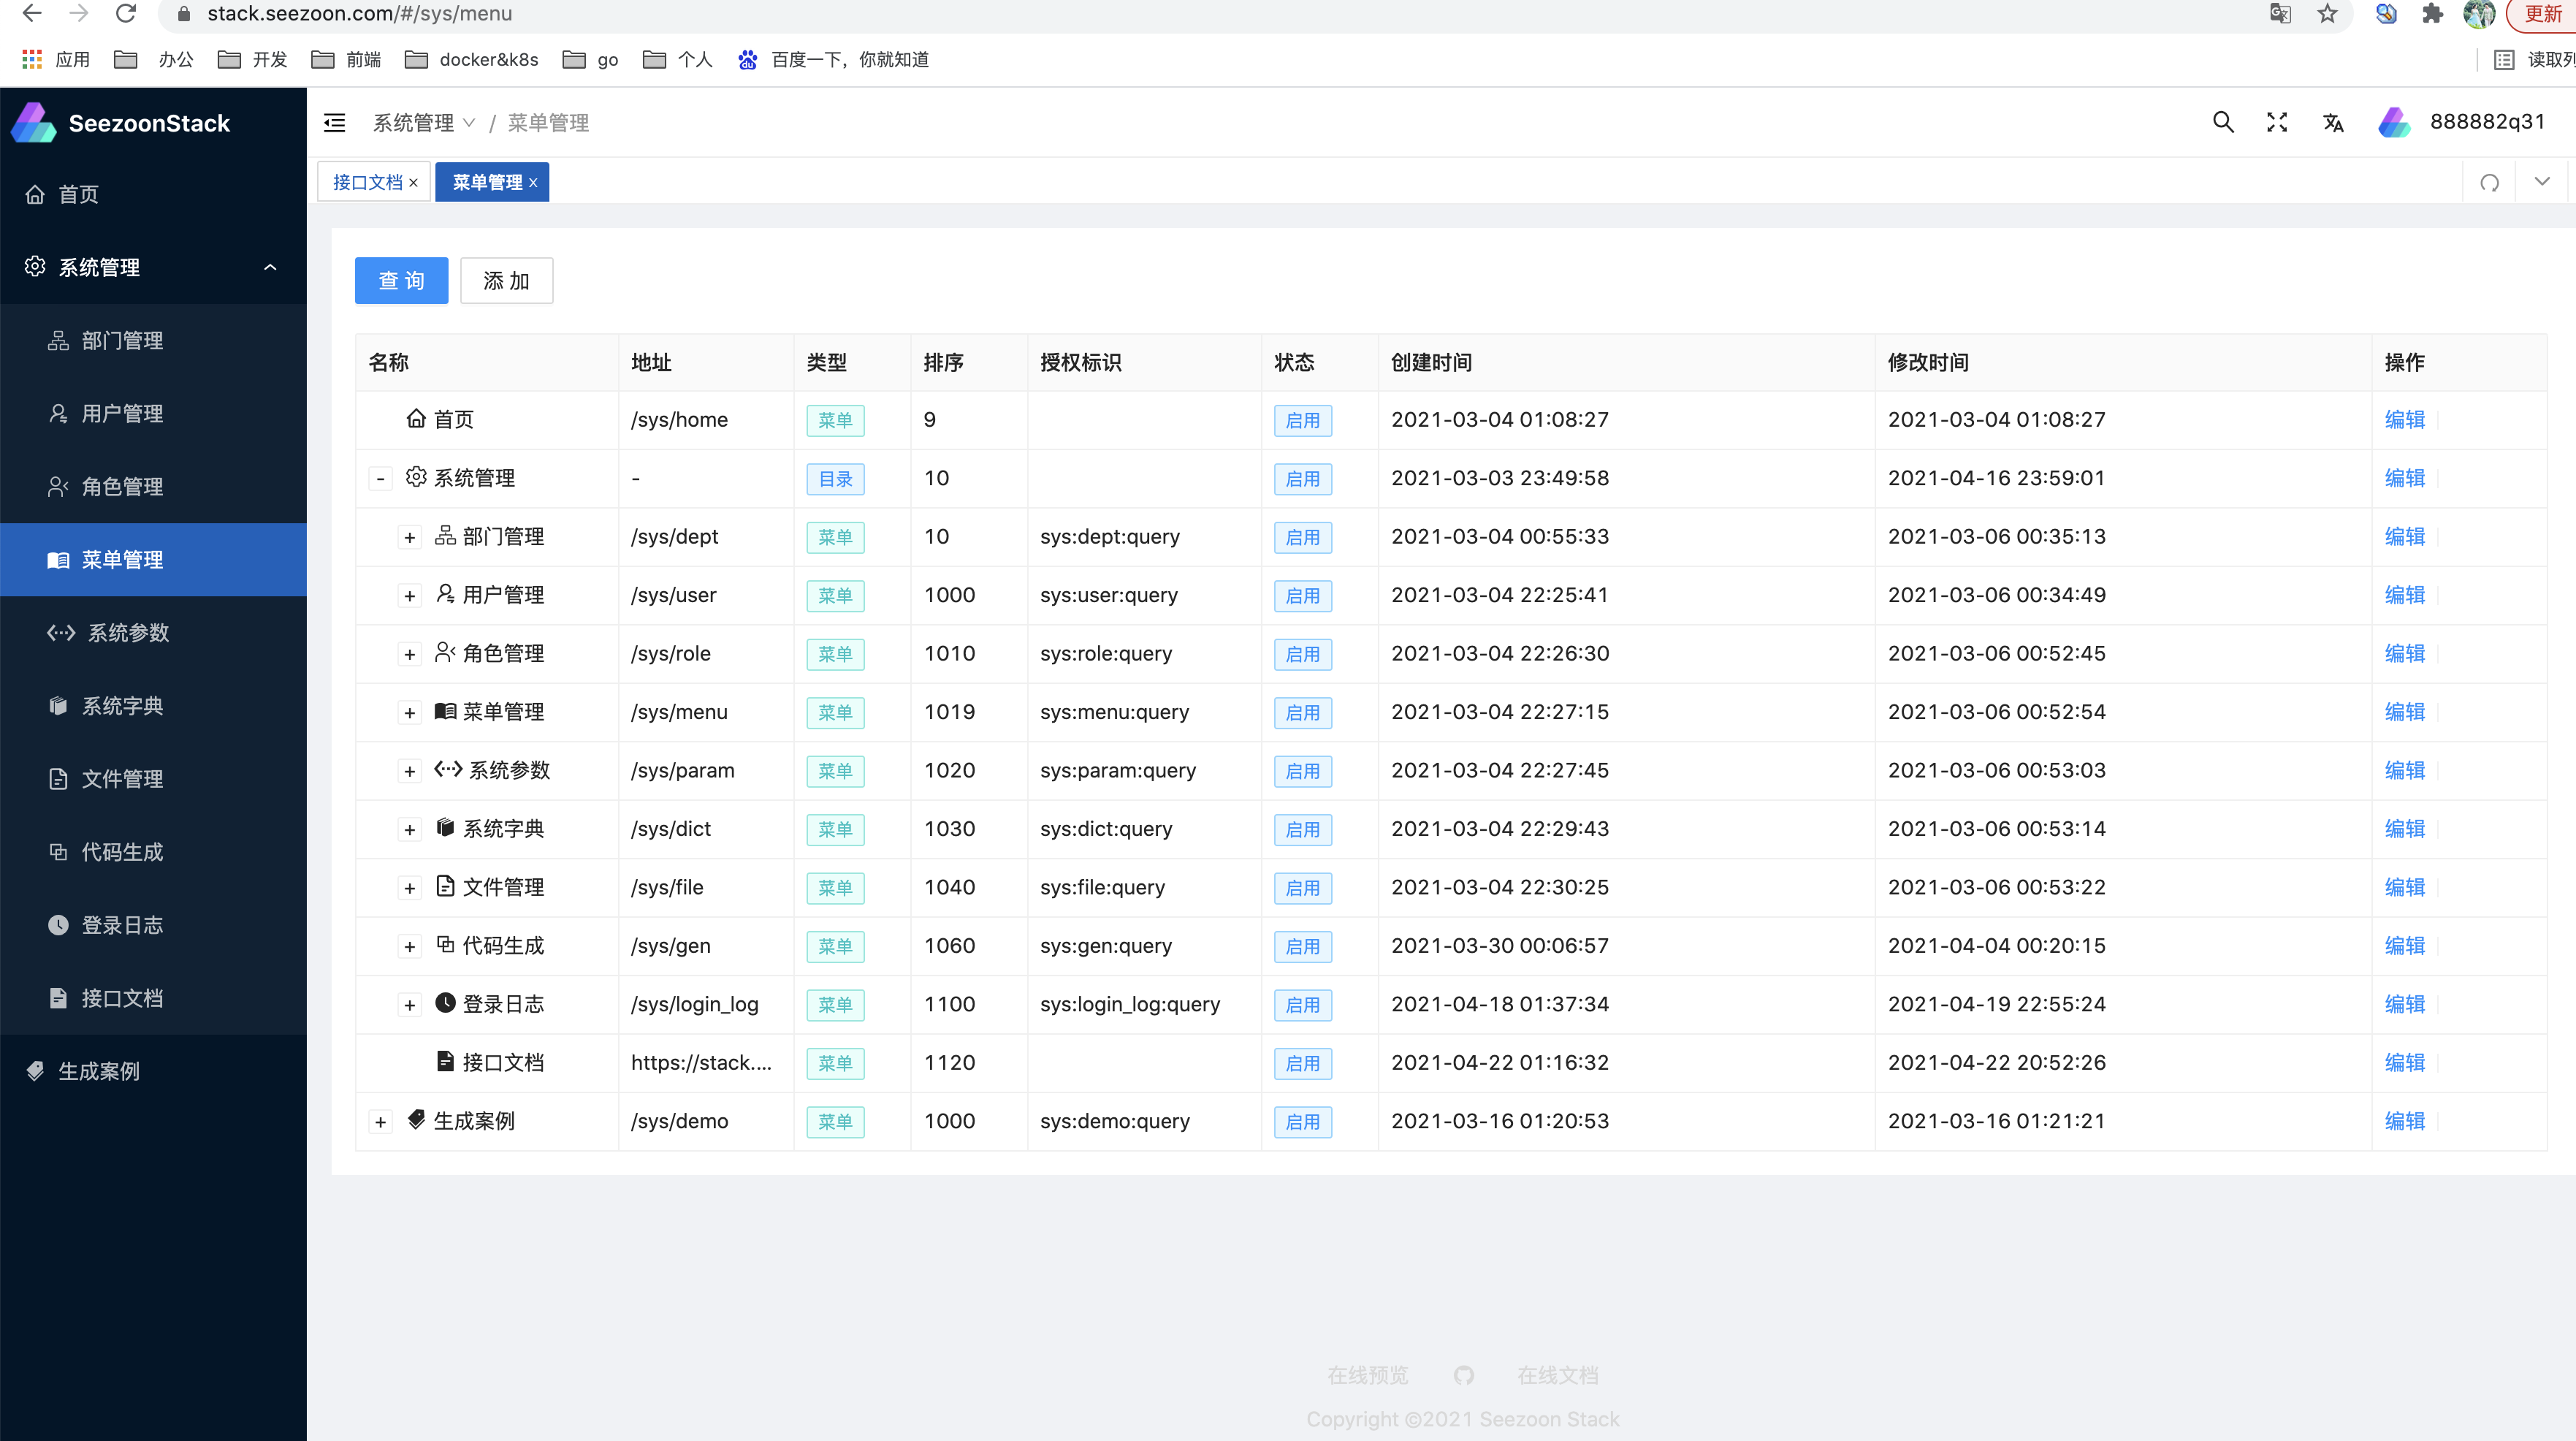 stack.seezoon.com/#/sys/menu
更新
应用 办公 开发 前端 docker&k8s go 个人 百度一下，你就知道
SeezoonStack
系统管理 / 菜单管理
888882q31
接口文档 × 菜单管理 ×
首页
系统管理
部门管理
用户管理
角色管理
菜单管理
系统参数
系统字典
文件管理
代码生成
登录日志
接口文档
生成案例
查 询 添 加
名称 地址 类型 排序 授权标识 状态 创建时间 修改时间 操作
首页 /sys/home 菜单 9 启用 2021-03-04 01:08:27 2021-03-04 01:08:27 编辑
- 系统管理 - 目录 10 启用 2021-03-03 23:49:58 2021-04-16 23:59:01 编辑
+ 部门管理 /sys/dept 菜单 10 sys:dept:query 启用 2021-03-04 00:55:33 2021-03-06 00:35:13 编辑
+ 用户管理 /sys/user 菜单 1000 sys:user:query 启用 2021-03-04 22:25:41 2021-03-06 00:34:49 编辑
+ 角色管理 /sys/role 菜单 1010 sys:role:query 启用 2021-03-04 22:26:30 2021-03-06 00:52:45 编辑
+ 菜单管理 /sys/menu 菜单 1019 sys:menu:query 启用 2021-03-04 22:27:15 2021-03-06 00:52:54 编辑
+ 系统参数 /sys/param 菜单 1020 sys:param:query 启用 2021-03-04 22:27:45 2021-03-06 00:53:03 编辑
+ 系统字典 /sys/dict 菜单 1030 sys:dict:query 启用 2021-03-04 22:29:43 2021-03-06 00:53:14 编辑
+ 文件管理 /sys/file 菜单 1040 sys:file:query 启用 2021-03-04 22:30:25 2021-03-06 00:53:22 编辑
+ 代码生成 /sys/gen 菜单 1060 sys:gen:query 启用 2021-03-30 00:06:57 2021-04-04 00:20:15 编辑
+ 登录日志 /sys/login_log 菜单 1100 sys:login_log:query 启用 2021-04-18 01:37:34 2021-04-19 22:55:24 编辑
接口文档 https://stack.... 菜单 1120 启用 2021-04-22 01:16:32 2021-04-22 20:52:26 编辑
+ 生成案例 /sys/demo 菜单 1000 sys:demo:query 启用 2021-03-16 01:20:53 2021-03-16 01:21:21 编辑
在线预览 在线文档
Copyright ©2021 Seezoon Stack